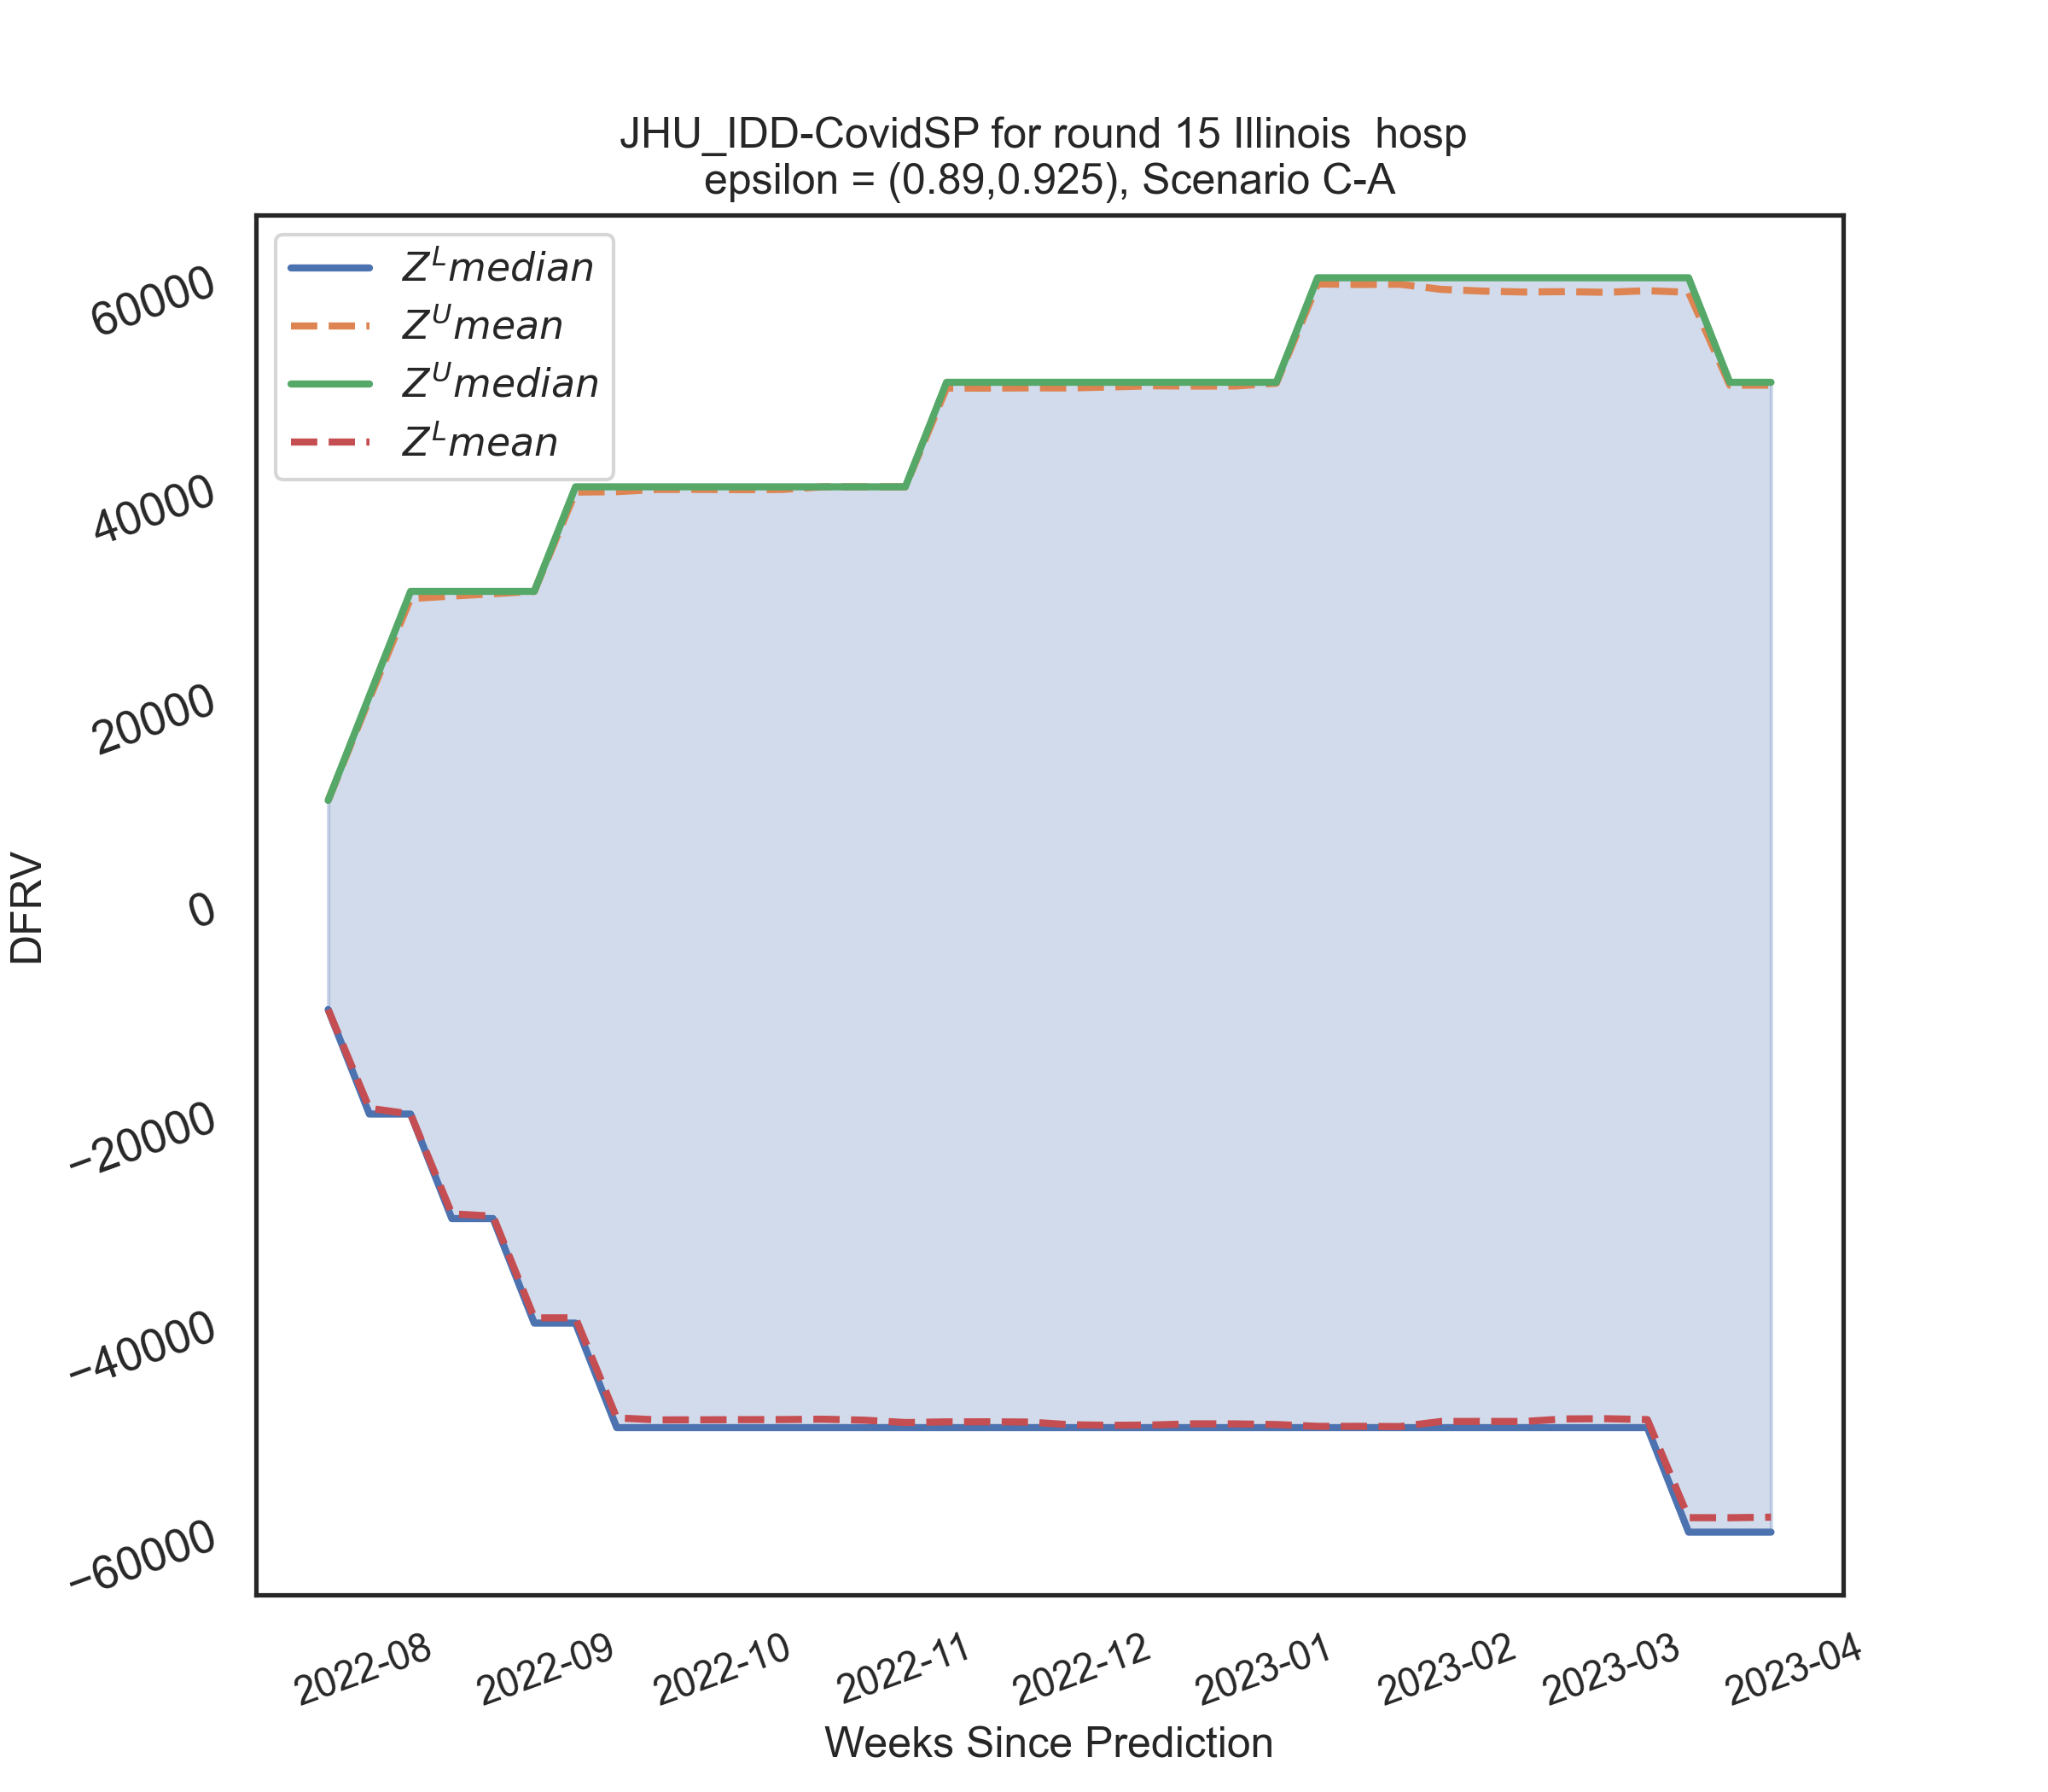 JHU_IDD-CovidSP for round 15 Illinois  hosp
epsilon = (0.89,0.925), Scenario C-A
Z^L median
Z^U mean
Z^U median
Z^L mean
60000
40000
20000
0
−20000
−40000
−60000
DFRV
2022-08
2022-09
2022-10
2022-11
2022-12
2023-01
2023-02
2023-03
2023-04
Weeks Since Prediction